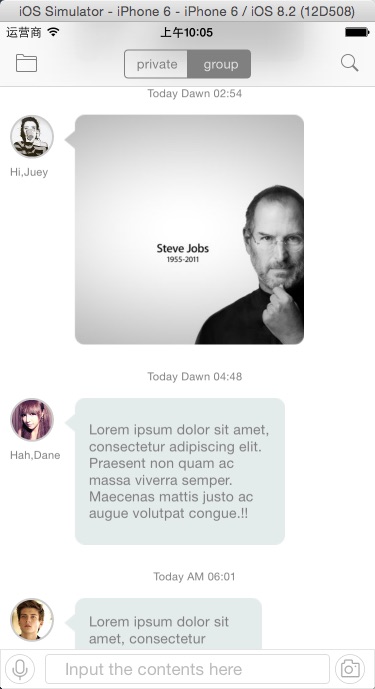 iOS Simulator - iPhone 6 - iPhone 6 / iOS 8.2 (12D508)
运营商 上午10:05
private group
Today Dawn 02:54
Hi,Juey
Steve Jobs
1955-2011
Today Dawn 04:48
Hah,Dane
Lorem ipsum dolor sit amet,
consectetur adipiscing elit.
Praesent non quam ac
massa viverra semper.
Maecenas mattis justo ac
augue volutpat congue.!!
Today AM 06:01
Lorem ipsum dolor sit
amet, consectetur
Input the contents here